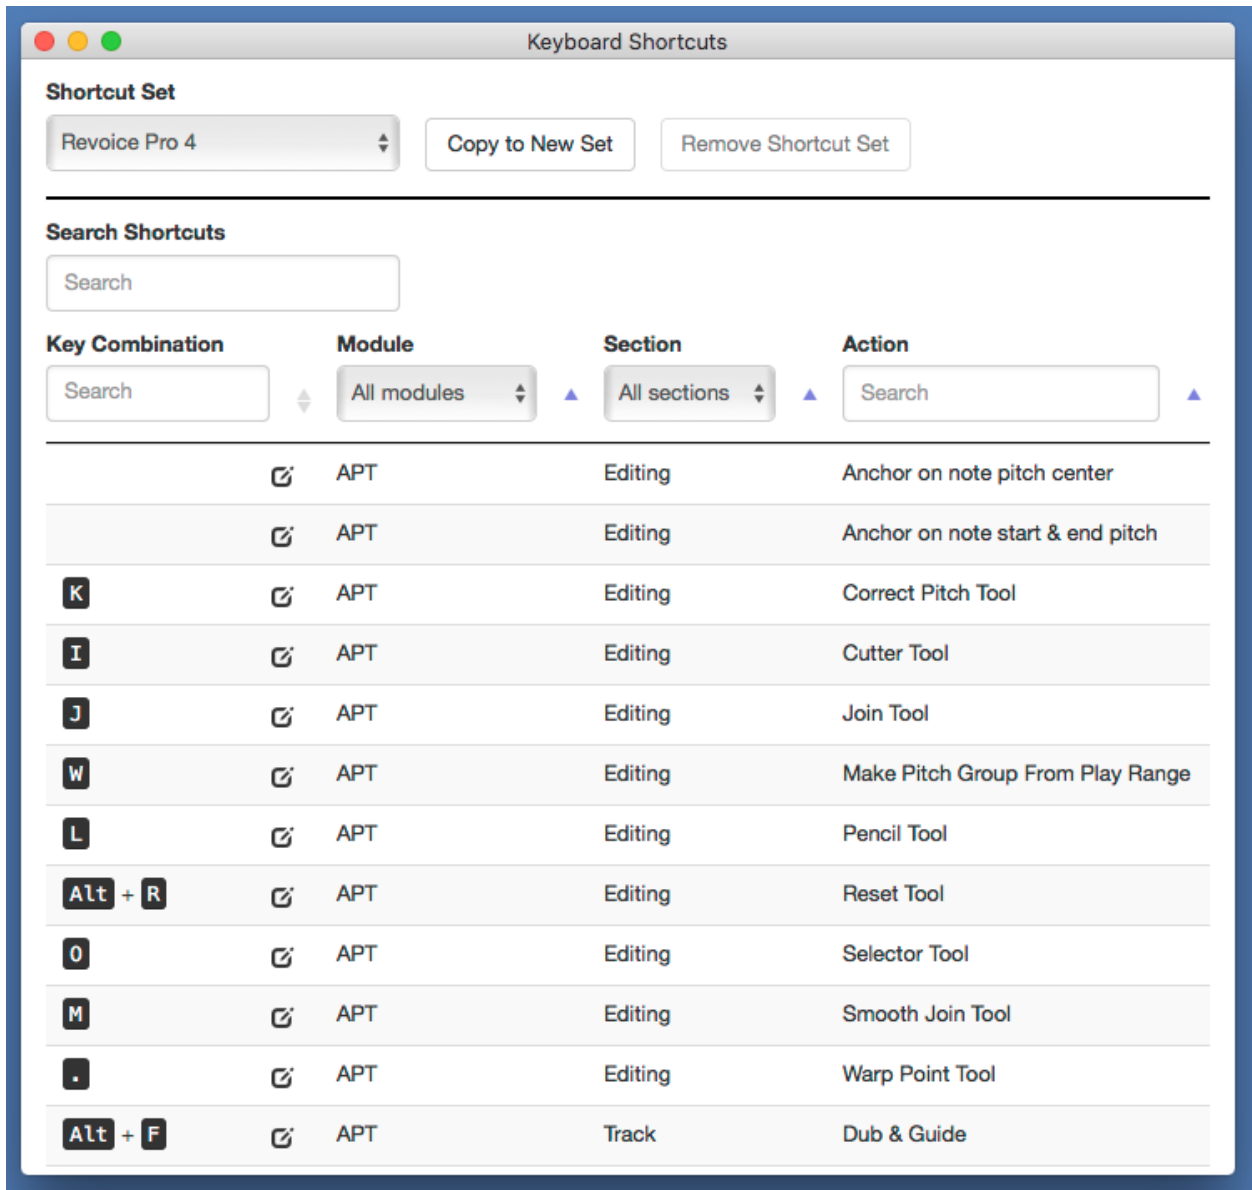 Keyboard Shortcuts
Shortcut Set
Revoice Pro 4 Copy to New Set Remove Shortcut Set
Search Shortcuts
Search
Key Combination Module Section Action
Search All modules All sections Search
APT Editing Anchor on note pitch center
APT Editing Anchor on note start & end pitch
K APT Editing Correct Pitch Tool
I APT Editing Cutter Tool
J APT Editing Join Tool
W APT Editing Make Pitch Group From Play Range
L APT Editing Pencil Tool
Alt + R APT Editing Reset Tool
O APT Editing Selector Tool
M APT Editing Smooth Join Tool
. APT Editing Warp Point Tool
Alt + F APT Track Dub & Guide